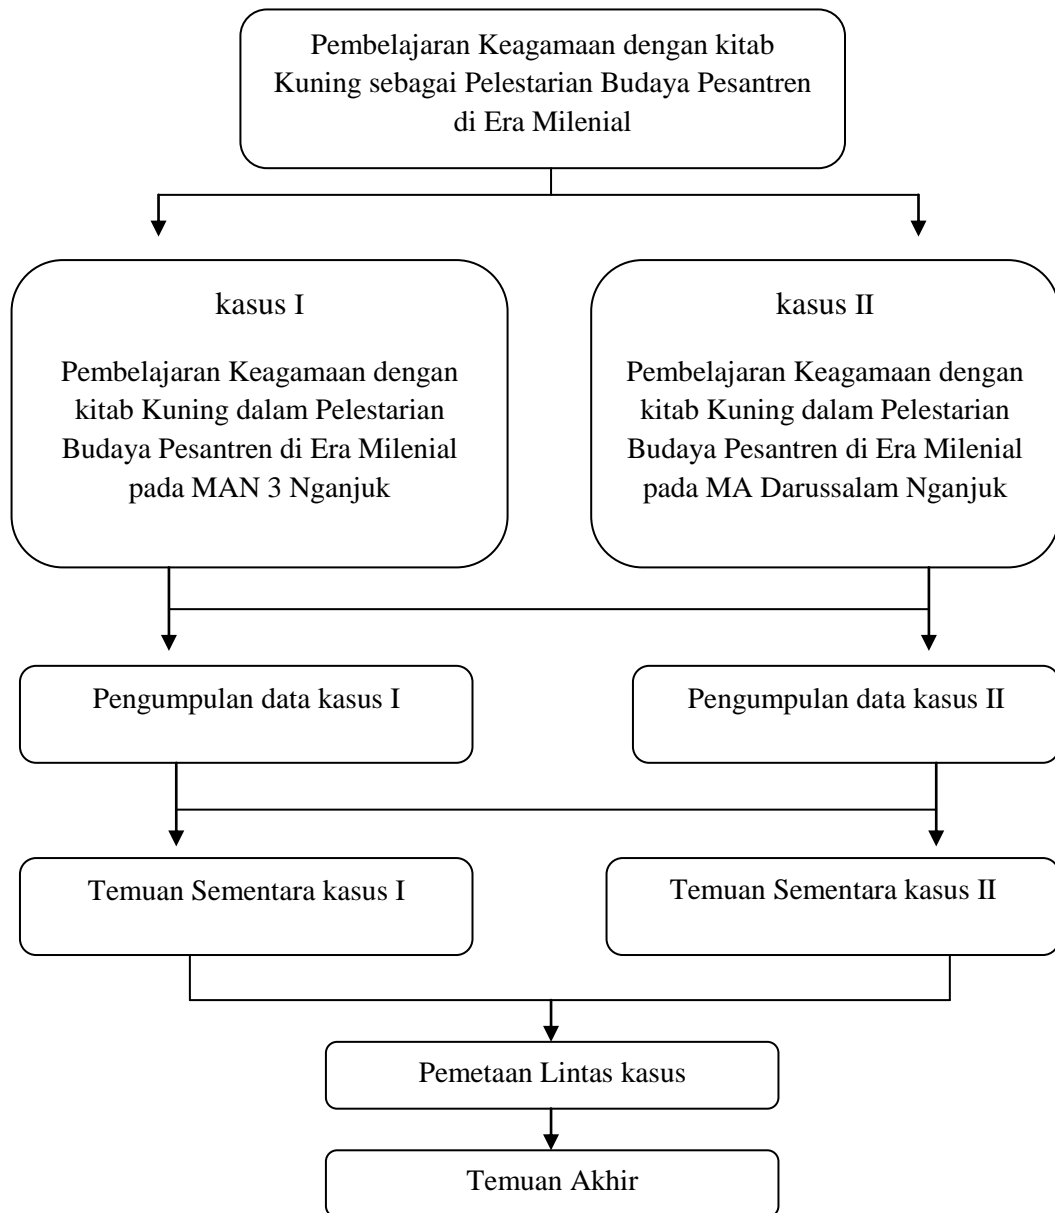 Pembelajaran Keagamaan dengan kitab
Kuning sebagai Pelestarian Budaya Pesantren
di Era Milenial
kasus I
Pembelajaran Keagamaan dengan
kitab Kuning dalam Pelestarian
Budaya Pesantren di Era Milenial
pada MAN 3 Nganjuk
kasus II
Pembelajaran Keagamaan dengan
kitab Kuning dalam Pelestarian
Budaya Pesantren di Era Milenial
pada MA Darussalam Nganjuk
Pengumpulan data kasus I
Pengumpulan data kasus II
Temuan Sementara kasus I
Temuan Sementara kasus II
Pemetaan Lintas kasus
Temuan Akhir